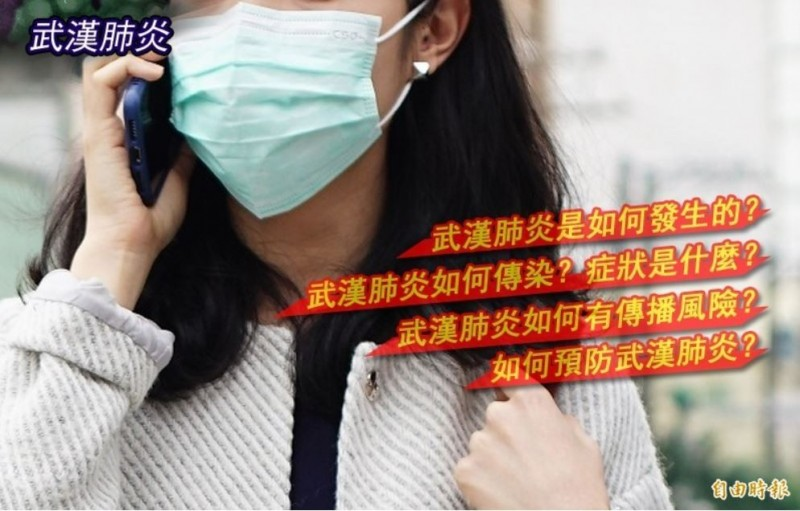 武漢肺炎
武漢肺炎是如何發生的?
武漢肺炎如何傳染? 症狀是什麼?
武漢肺炎如何有傳播風險?
如何預防武漢肺炎?
自由時報